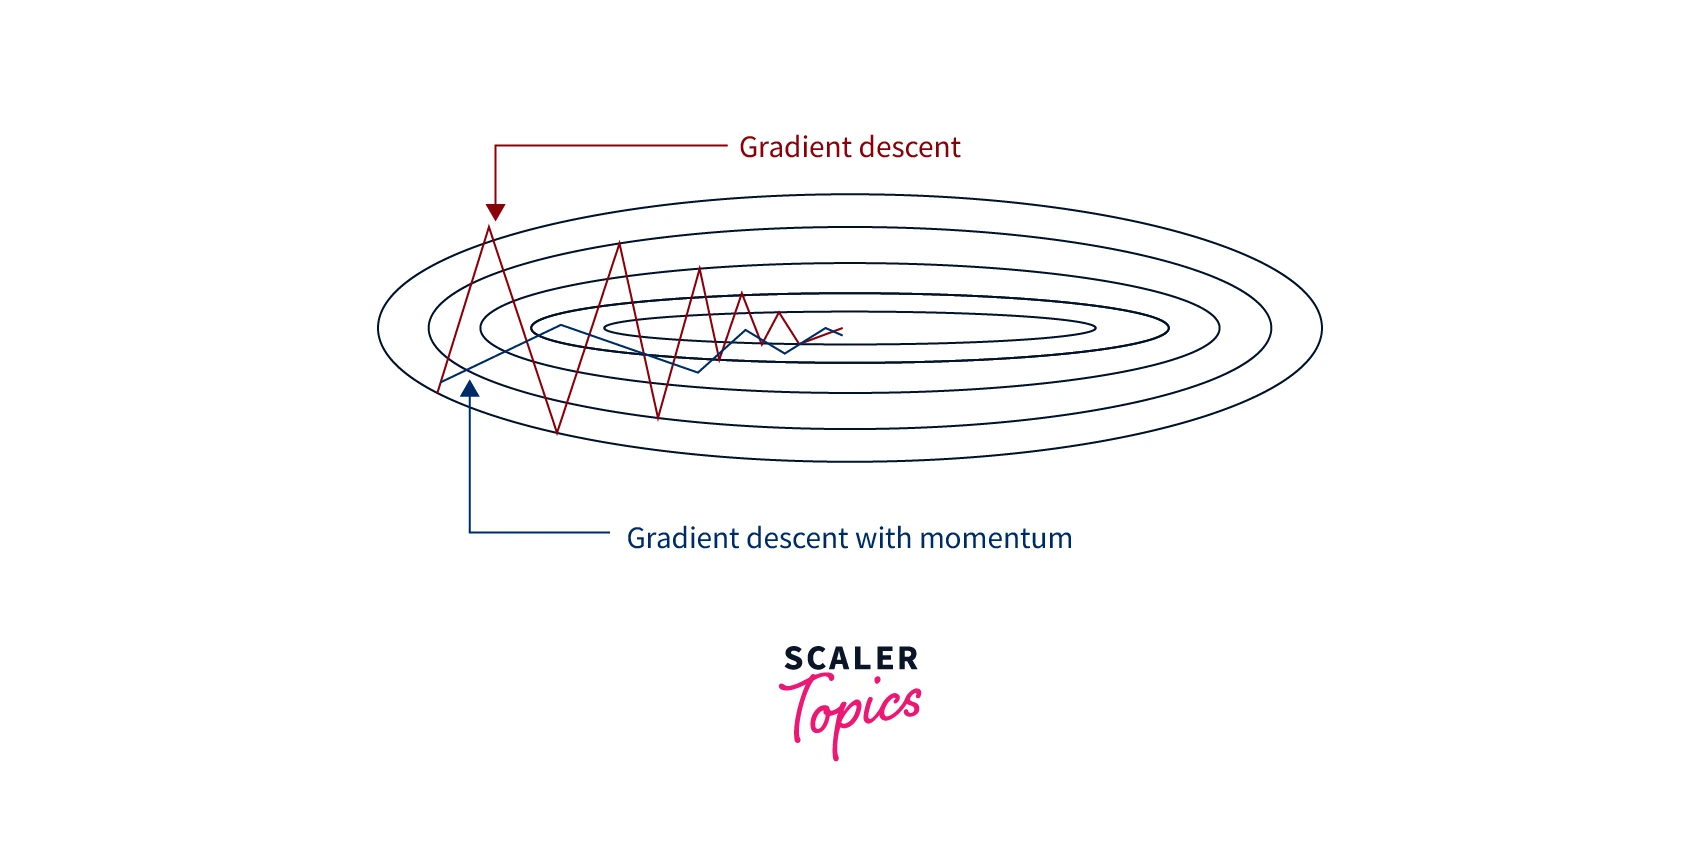 Gradient descent
Gradient descent with momentum
SCALER
Topics